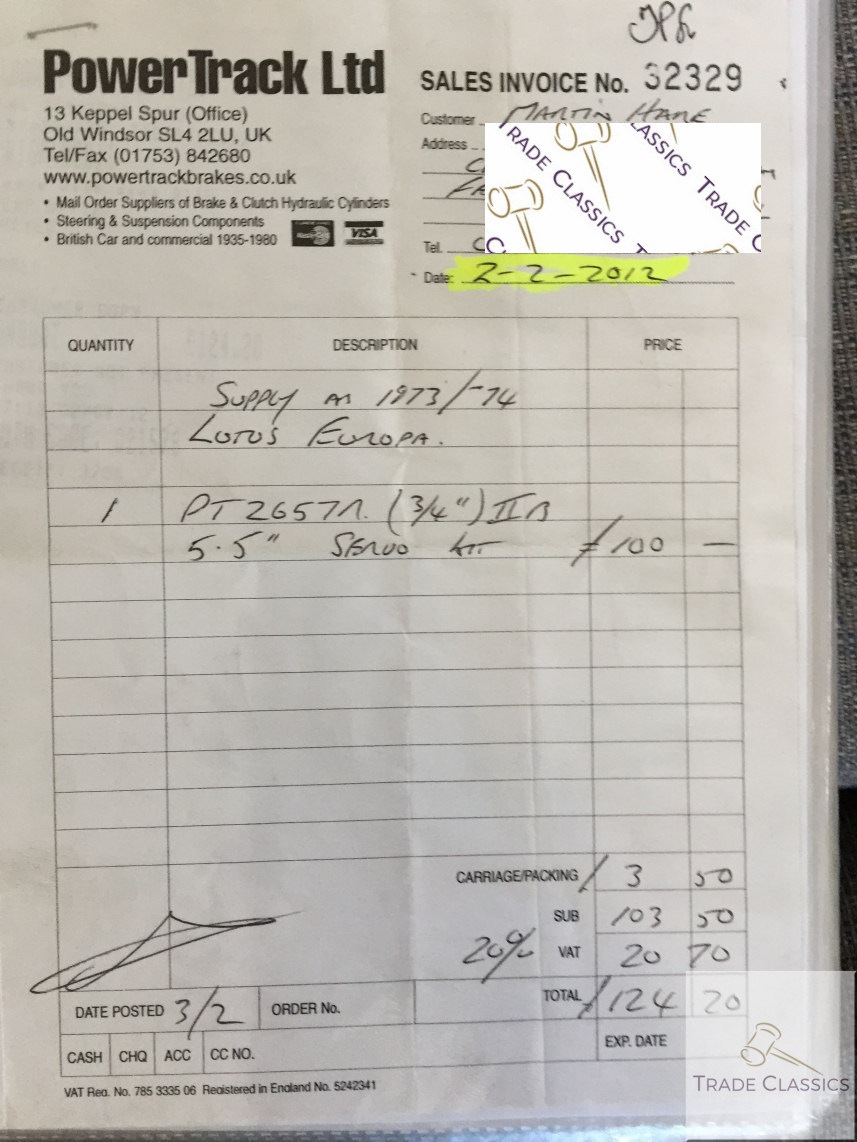 PowerTrack Ltd
13 Keppel Spur (Office)
Old Windsor SL4 2LU, UK
Tel/Fax (01753) 842680
www.powertrackbrakes.co.uk
• Mail Order Suppliers of Brake & Clutch Hydraulic Cylinders
• Steering & Suspension Components
• British Car and commercial 1935-1980
VISA
SALES INVOICE No. 32329
Customer MARTIN HARE
Address
TRADE CLASSICS
CLASSICS TRADE
Tel.
Date: 2-2-2012
QUANTITY DESCRIPTION PRICE
SUPPLY AS 1973/-74
LOTUS EUROPA.
1 PT2657A. (3/4")IIB
5.5" SERVO KIT £100 —
CARRIAGE/PACKING £ 3 50
SUB 103 50
20% VAT 20 70
TOTAL £124 20
DATE POSTED 3/2 ORDER No.
CASH CHQ ACC CC NO. EXP. DATE
VAT Reg. No. 785 3335 06 Registered in England No. 5242341
TRADE CLASSICS